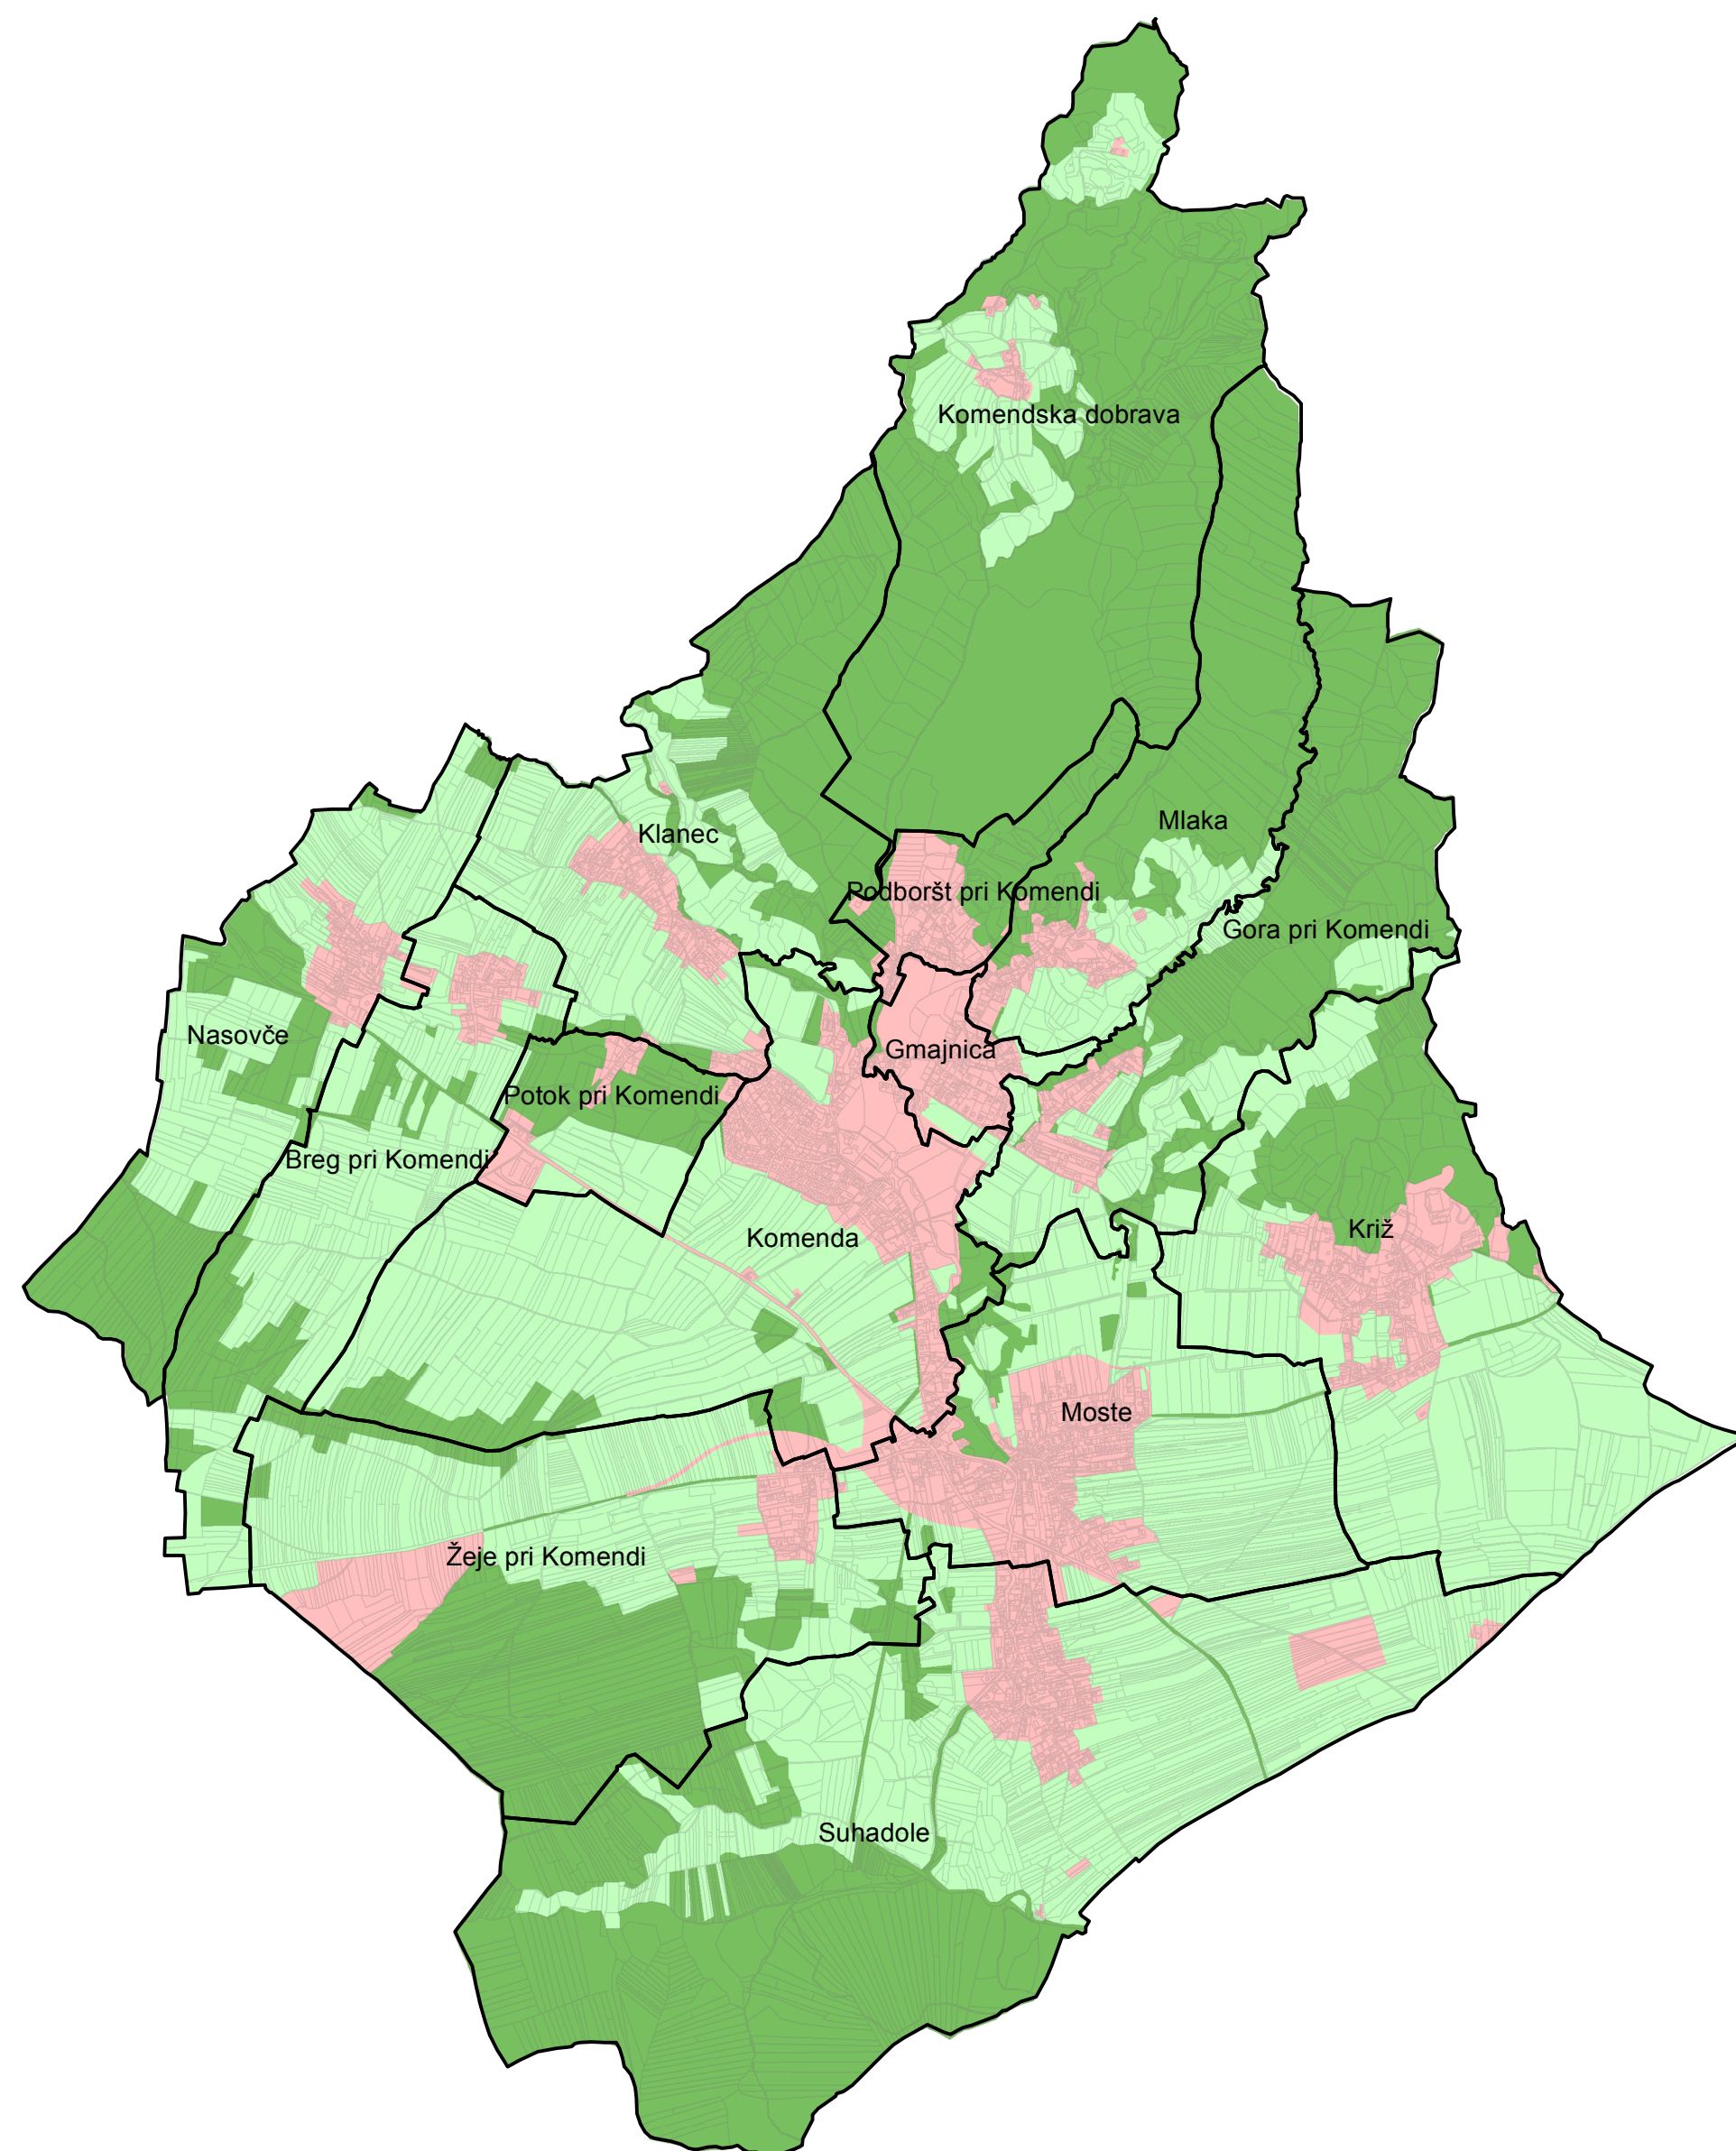 Komendska dobrava
Mlaka
Klanec
Podboršt pri Komendi
Gora pri Komendi
Nasovče
Gmajnica
Potok pri Komendi
Breg pri Komendi
Križ
Komenda
Moste
Žeje pri Komendi
Suhadole